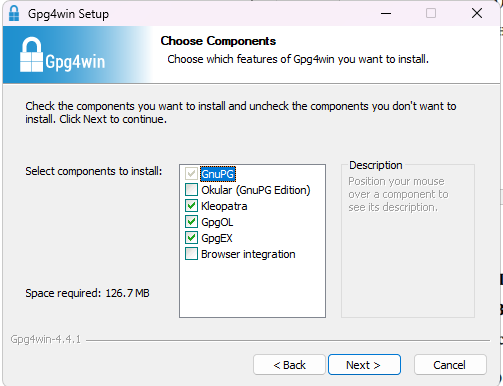 Gpg4win Setup
Gpg4win
Choose Components
Choose which features of Gpg4win you want to install.
Check the components you want to install and uncheck the components you don't want to
install. Click Next to continue.
Select components to install:
GnuPG
Okular (GnuPG Edition)
Kleopatra
GpgOL
GpgEX
Browser integration
Description
Position your mouse
over a component to
see its description.
Space required: 126.7 MB
Gpg4win-4.4.1
< Back
Next >
Cancel